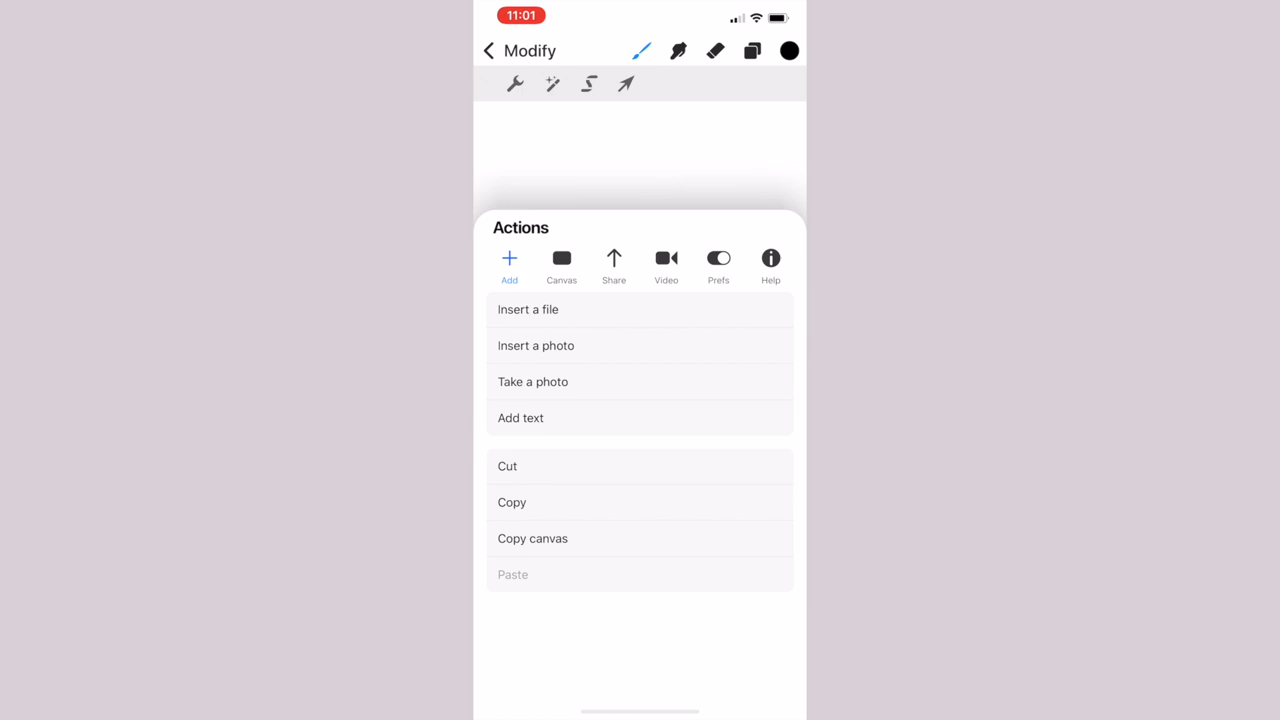 11:01
Modify
Actions
Add Canvas Share Video Prefs Help
Insert a file
Insert a photo
Take a photo
Add text
Cut
Copy
Copy canvas
Paste